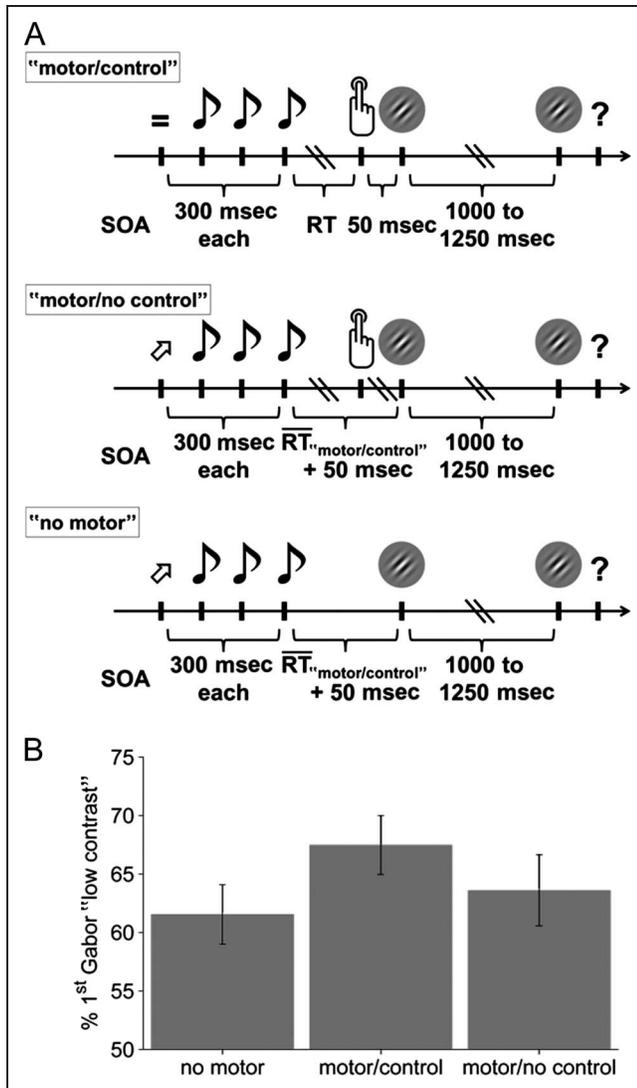 A
"motor/control"
= ?
300 msec
each
SOA
RT
50 msec
1000 to
1250 msec
"motor/no control"
?
300 msec
each
SOA
RT"motor/control"
+ 50 msec
1000 to
1250 msec
"no motor"
?
300 msec
each
SOA
RT"motor/control"
+ 50 msec
1000 to
1250 msec
B
% 1st Gabor "low contrast"
75
70
65
60
55
50
no motor motor/control motor/no control